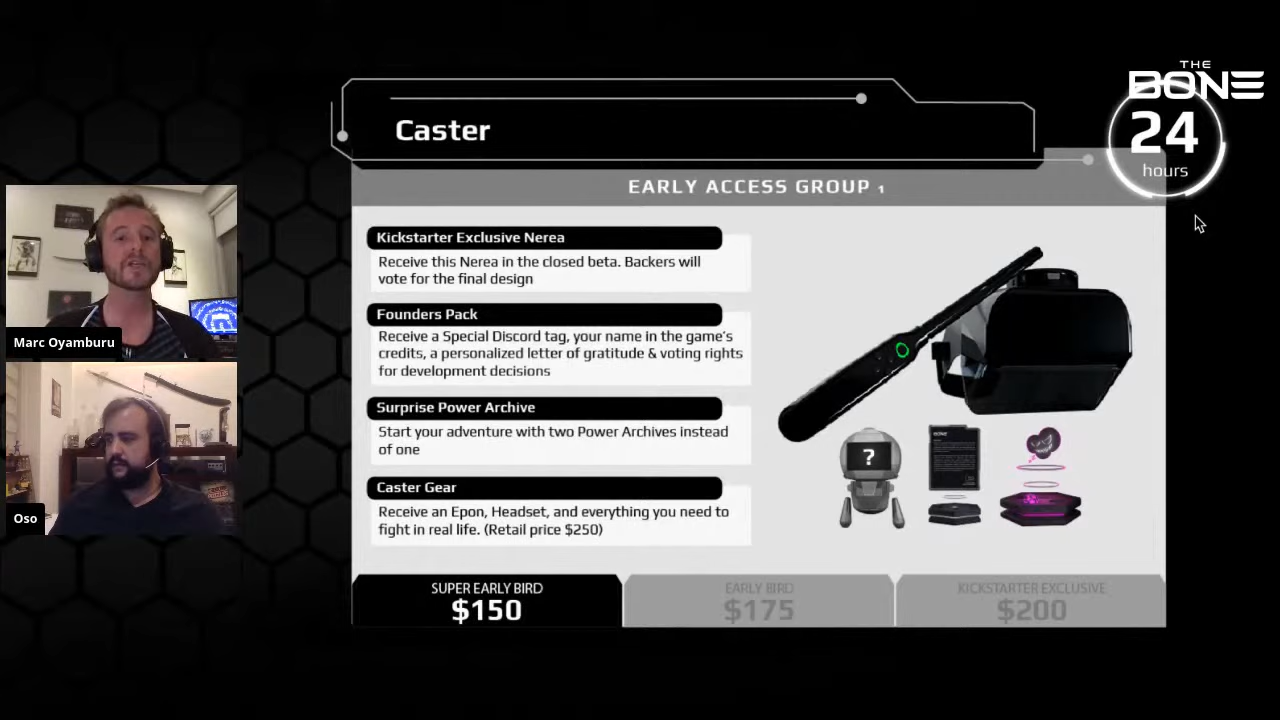 THE
BONE
24
hours
Caster
EARLY ACCESS GROUP 1
Kickstarter Exclusive Nerea
Receive this Nerea in the closed beta. Backers will
vote for the final design
Founders Pack
Receive a Special Discord tag, your name in the game's
credits, a personalized letter of gratitude & voting rights
for development decisions
Surprise Power Archive
Start your adventure with two Power Archives instead
of one
Caster Gear
Receive an Epon, Headset, and everything you need to
fight in real life. (Retail price $250)
?
SUPER EARLY BIRD
$150
EARLY BIRD
$175
KICKSTARTER EXCLUSIVE
$200
Marc Oyamburu
Oso